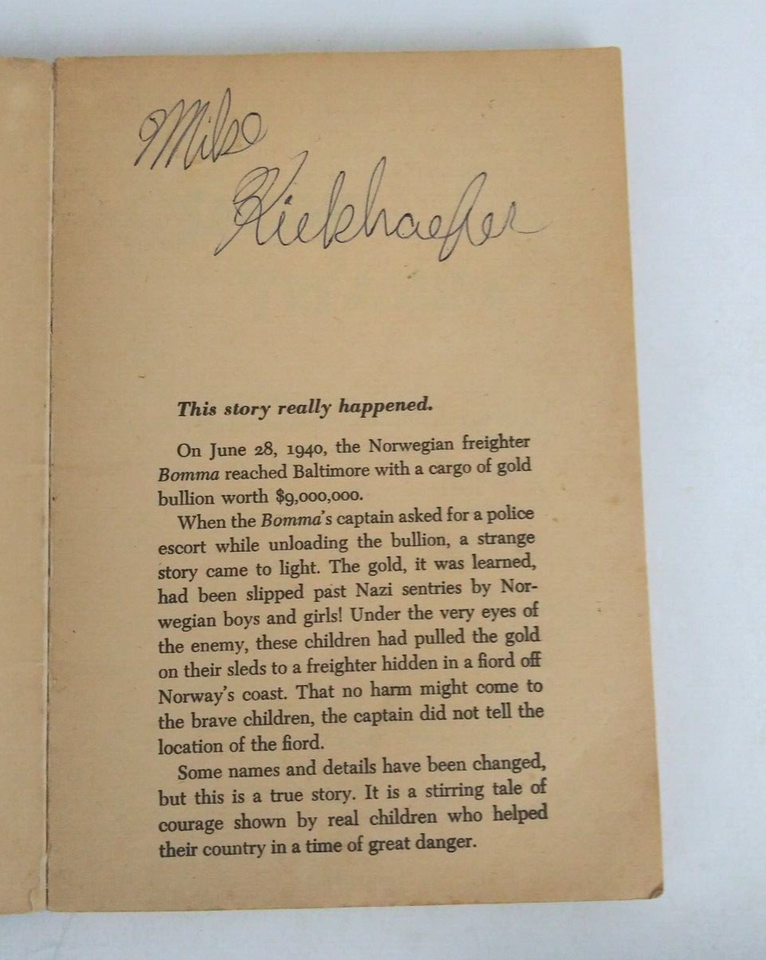 Mike
Kiekhaefer
This story really happened.
On June 28, 1940, the Norwegian freighter
Bomma reached Baltimore with a cargo of gold
bullion worth $9,000,000.
When the Bomma's captain asked for a police
escort while unloading the bullion, a strange
story came to light. The gold, it was learned,
had been slipped past Nazi sentries by Nor-
wegian boys and girls! Under the very eyes of
the enemy, these children had pulled the gold
on their sleds to a freighter hidden in a fiord off
Norway's coast. That no harm might come to
the brave children, the captain did not tell the
location of the fiord.
Some names and details have been changed,
but this is a true story. It is a stirring tale of
courage shown by real children who helped
their country in a time of great danger.